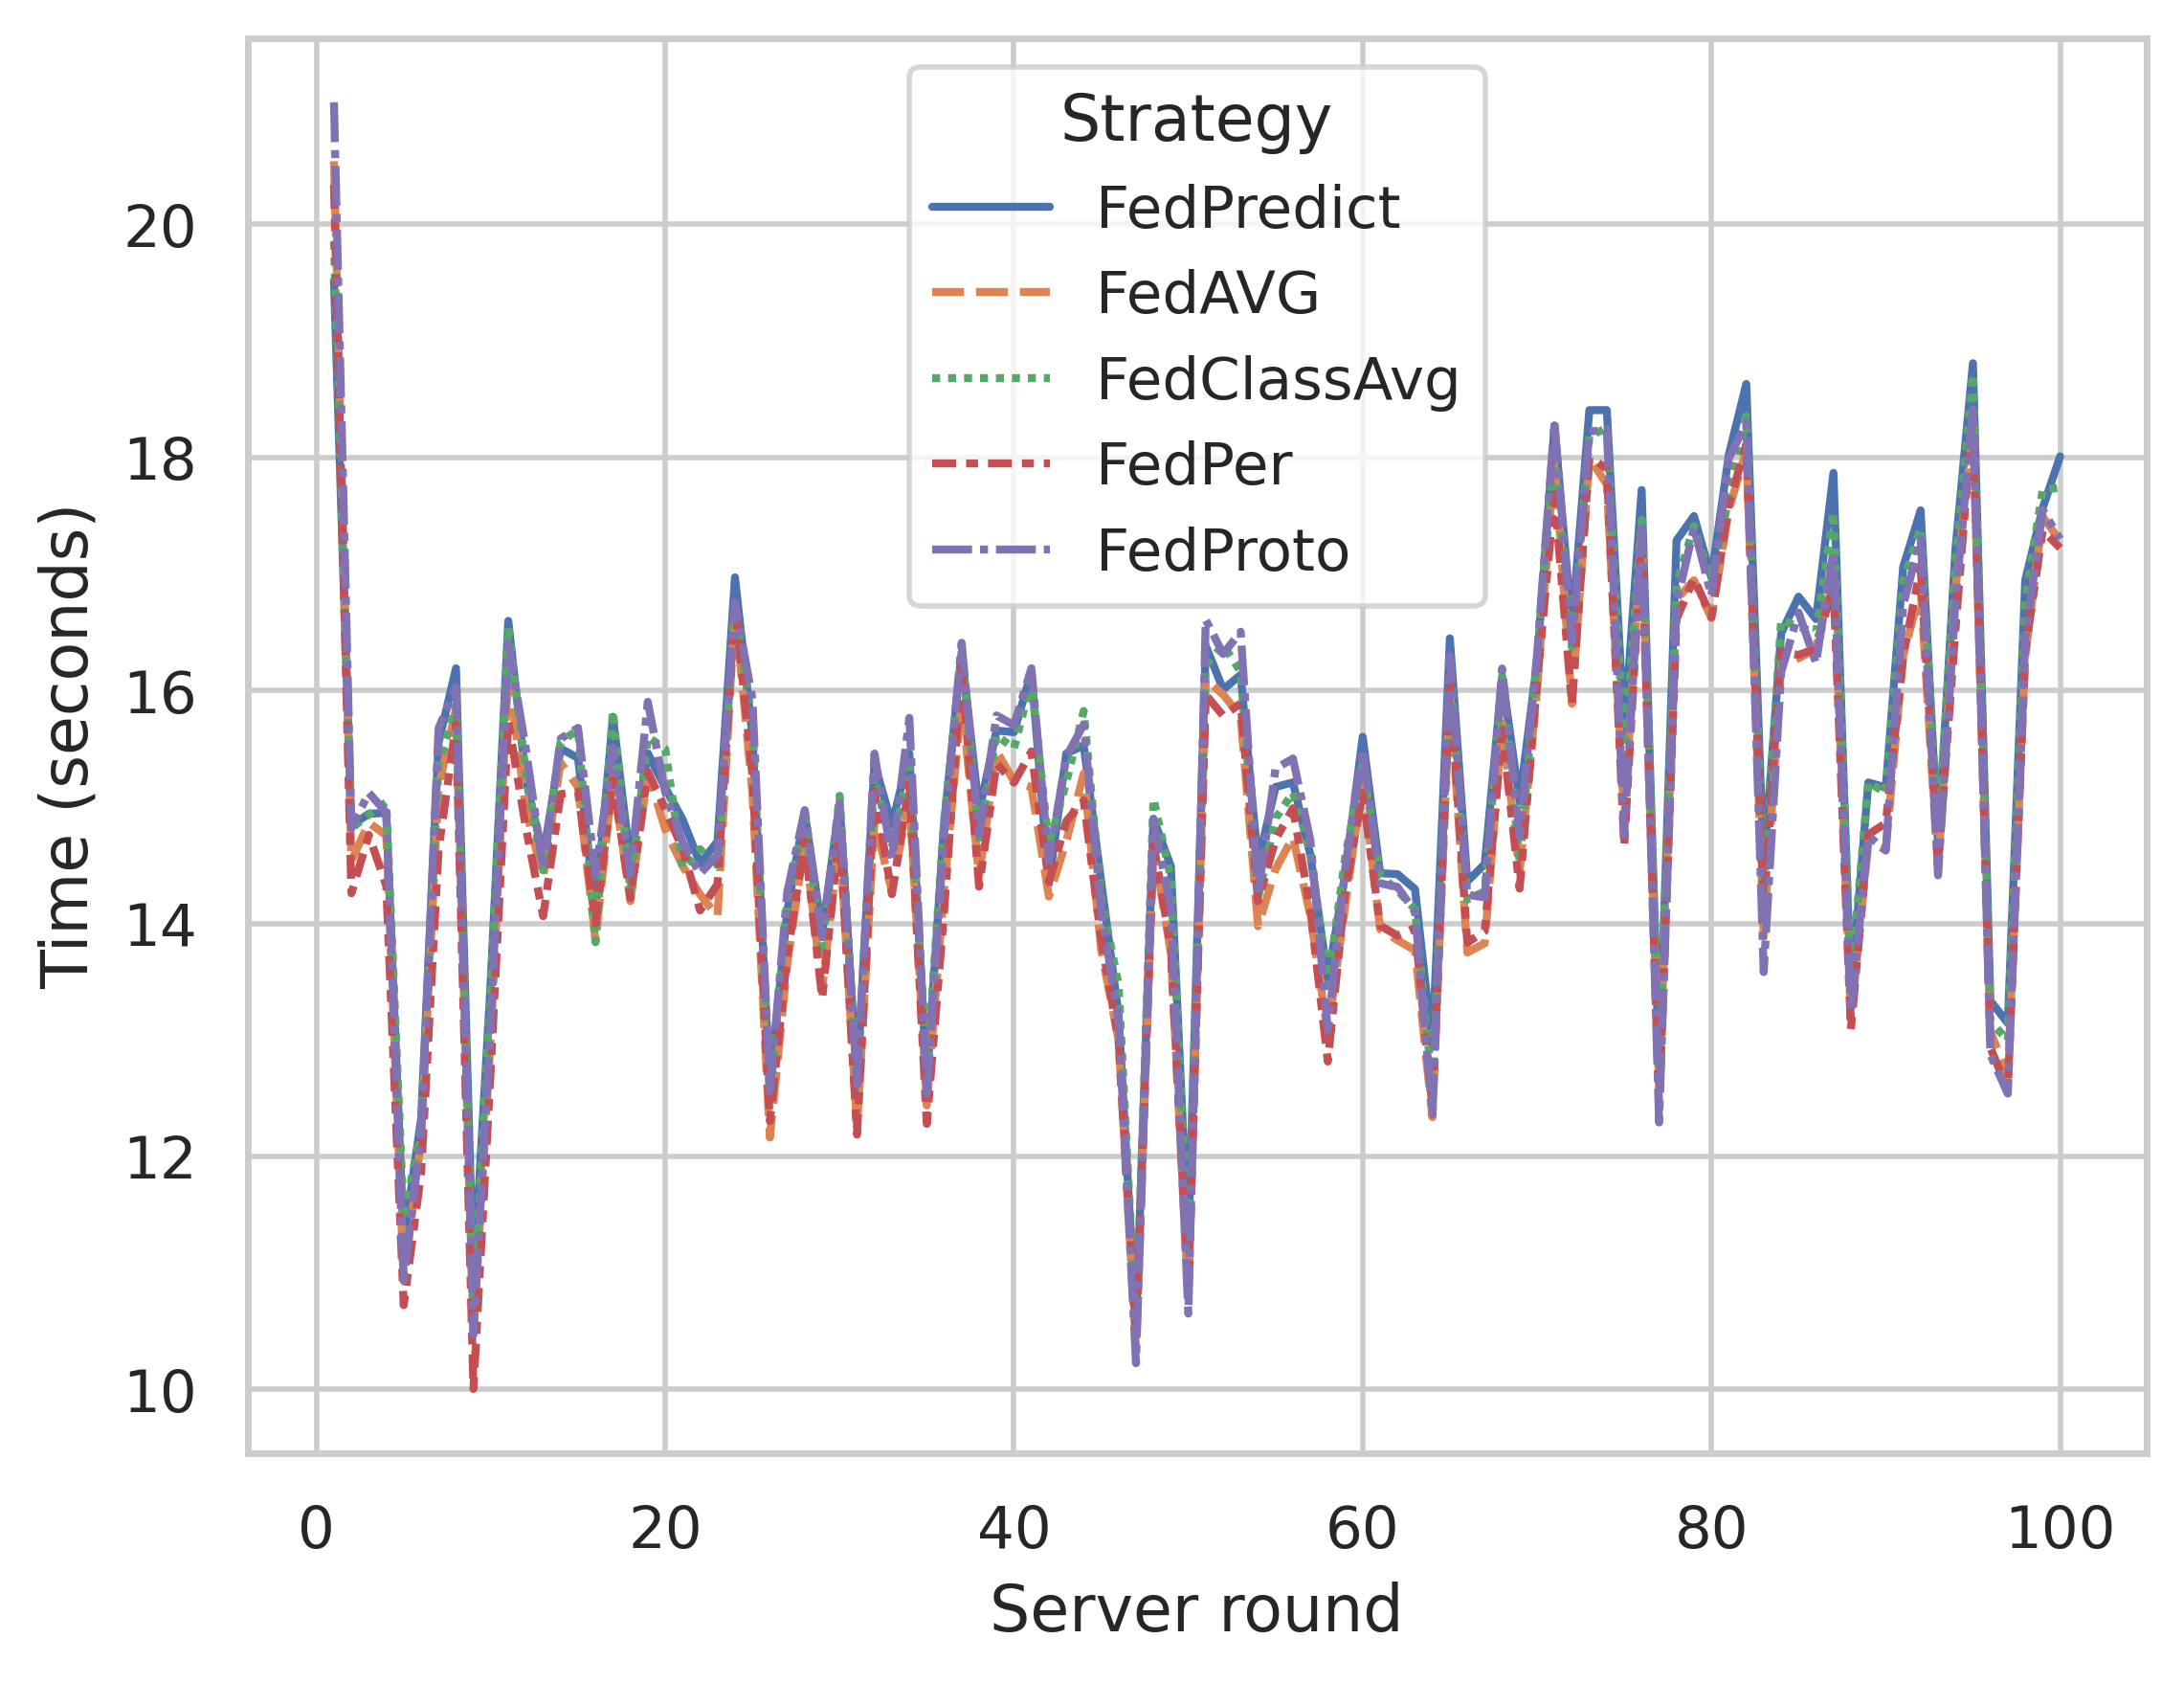 Strategy
FedPredict
FedAVG
FedClassAvg
FedPer
FedProto
Time (seconds)
20
18
16
14
12
10
0 20 40 60 80 100
Server round